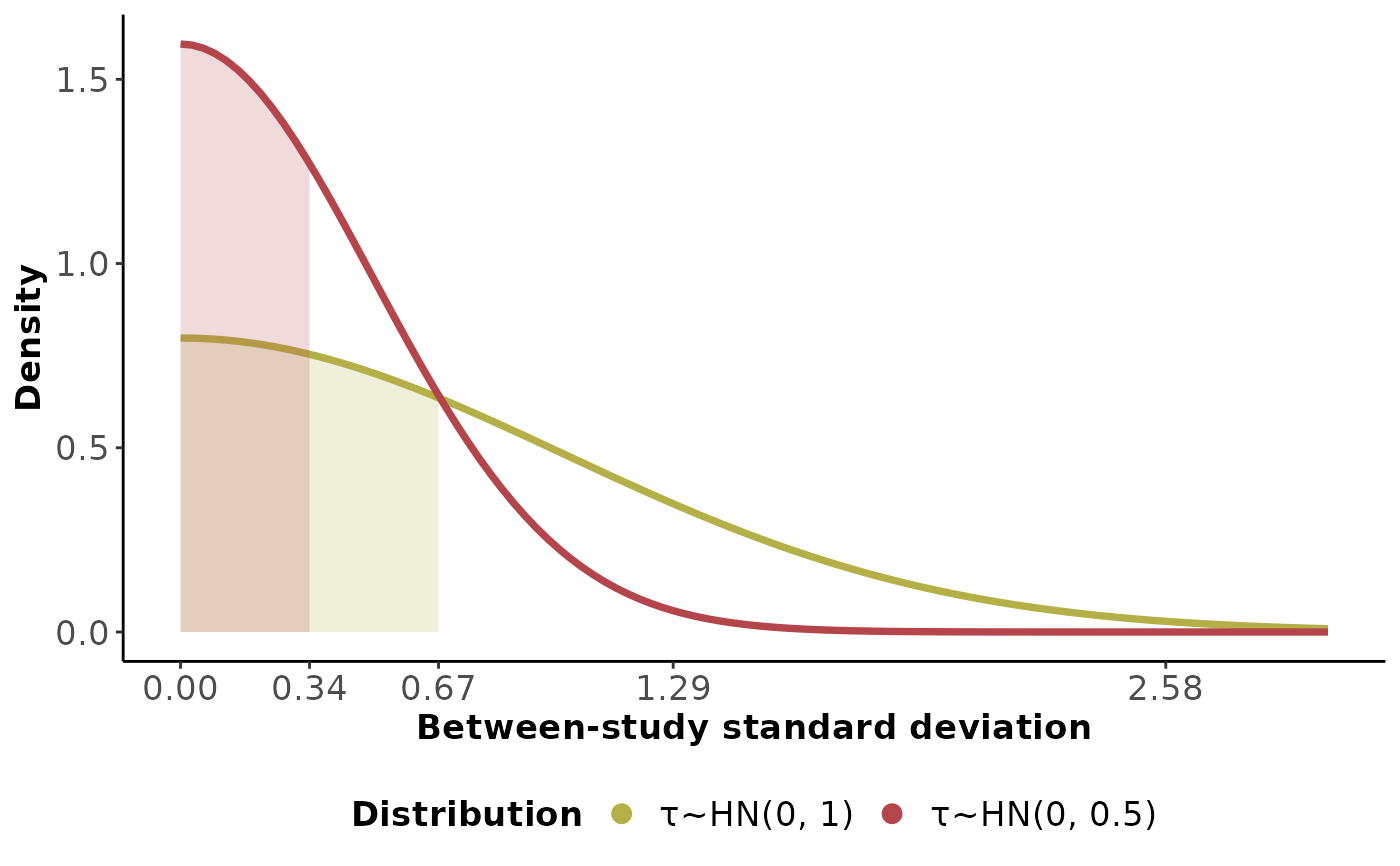 Density
1.5
1.0
0.5
0.0
0.00 0.34 0.67 1.29 2.58
Between-study standard deviation
Distribution τ~HN(0, 1) τ~HN(0, 0.5)